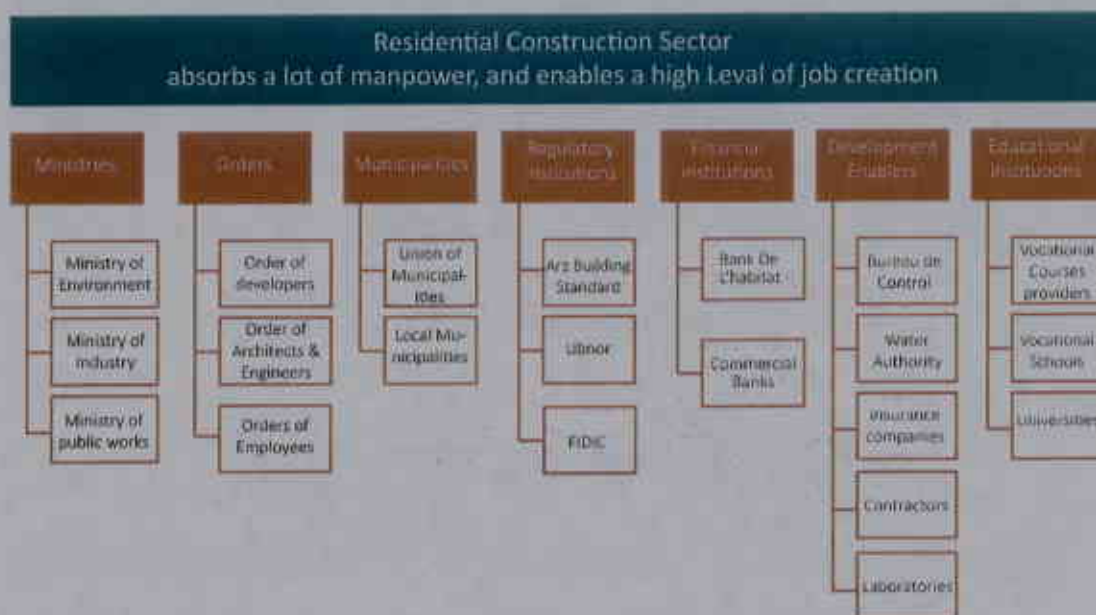 Residential Construction Sector
absorbs a lot of manpower, and enables a high Leval of job creation
Ministries
Ministry of
Environment
Ministry of
industry
Ministry of
public works
Orders
Order of
developers
Order of
Architects &
Engineers
Orders of
Employees
Municipalities
Union of
Municipal-
ities
Local Mu-
nicipalities
Regulatory
Institutions
Arz Building
Standard
Libnor
FIDIC
Financial
Institutions
Bank De
L'habitat
Commercial
Banks
Development
Enablers
Bureau de
Control
Water
Authority
Insurance
companies
Contractors
Laboratories
Educational
Institutions
Vocational
Courses
providers
Vocational
Schools
Universities